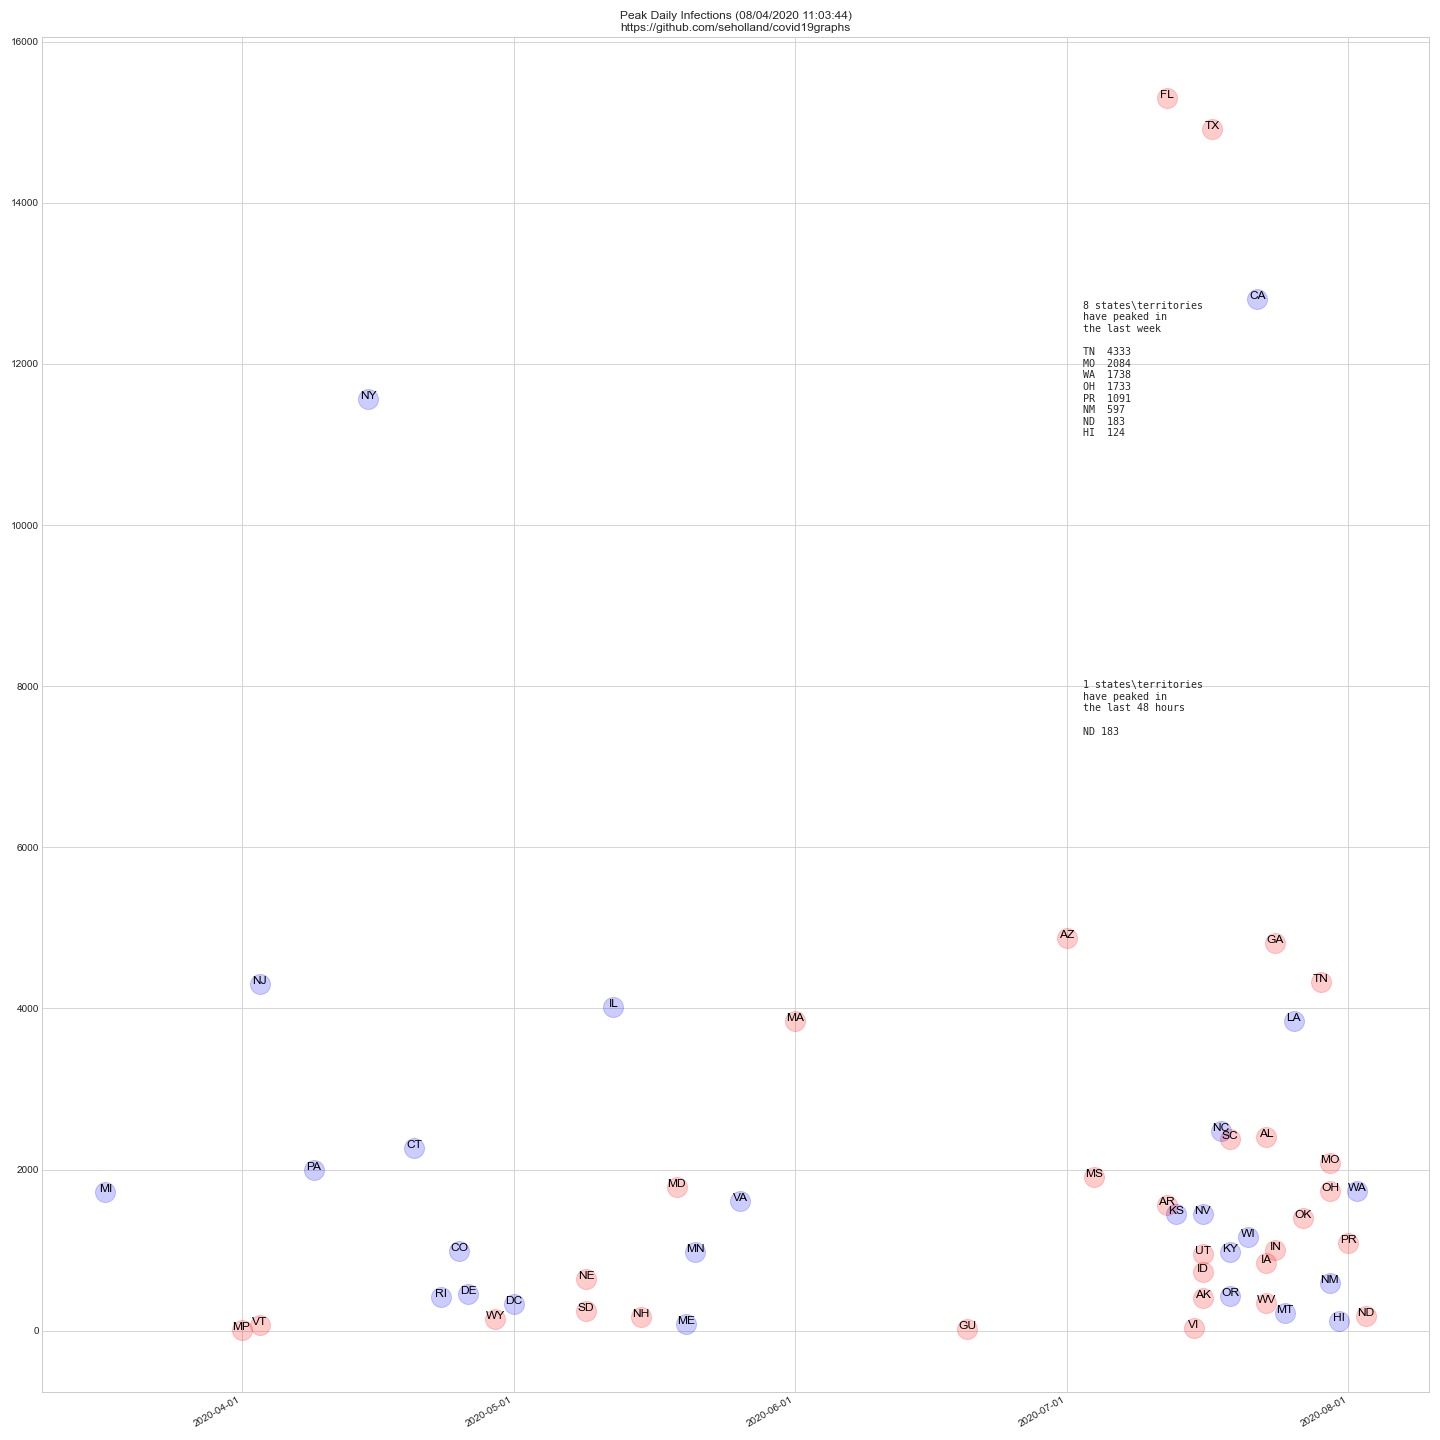 Peak Daily Infections (08/04/2020 11:03:44)
https://github.com/seholland/covid19graphs
16000
FL
TX
14000
8 states\territories
have peaked in
the last week
CA
TN 4333
MO 2084
WA 1738
OH 1733
PR 1091
NM 597
ND 183
HI 124
12000
NY
10000
8000
1 states\territories
have peaked in
the last 48 hours
ND 183
6000
AZ
GA
NJ
TN
IL
4000
MA
LA
CT
NC
SC
AL
PA
2000
MO
MI
MD
MS
OH
WA
VA
AR
KS
NV
OK
CO
MN
WI
PR
UT
KY
IN
IA
NE
ID
NM
RI
DE
AK
OR
DC
WV
SD
MT
WY
NH
ND
MP
VT
ME
GU
VI
HI
0
2020-04-01
2020-05-01
2020-06-01
2020-07-01
2020-08-01